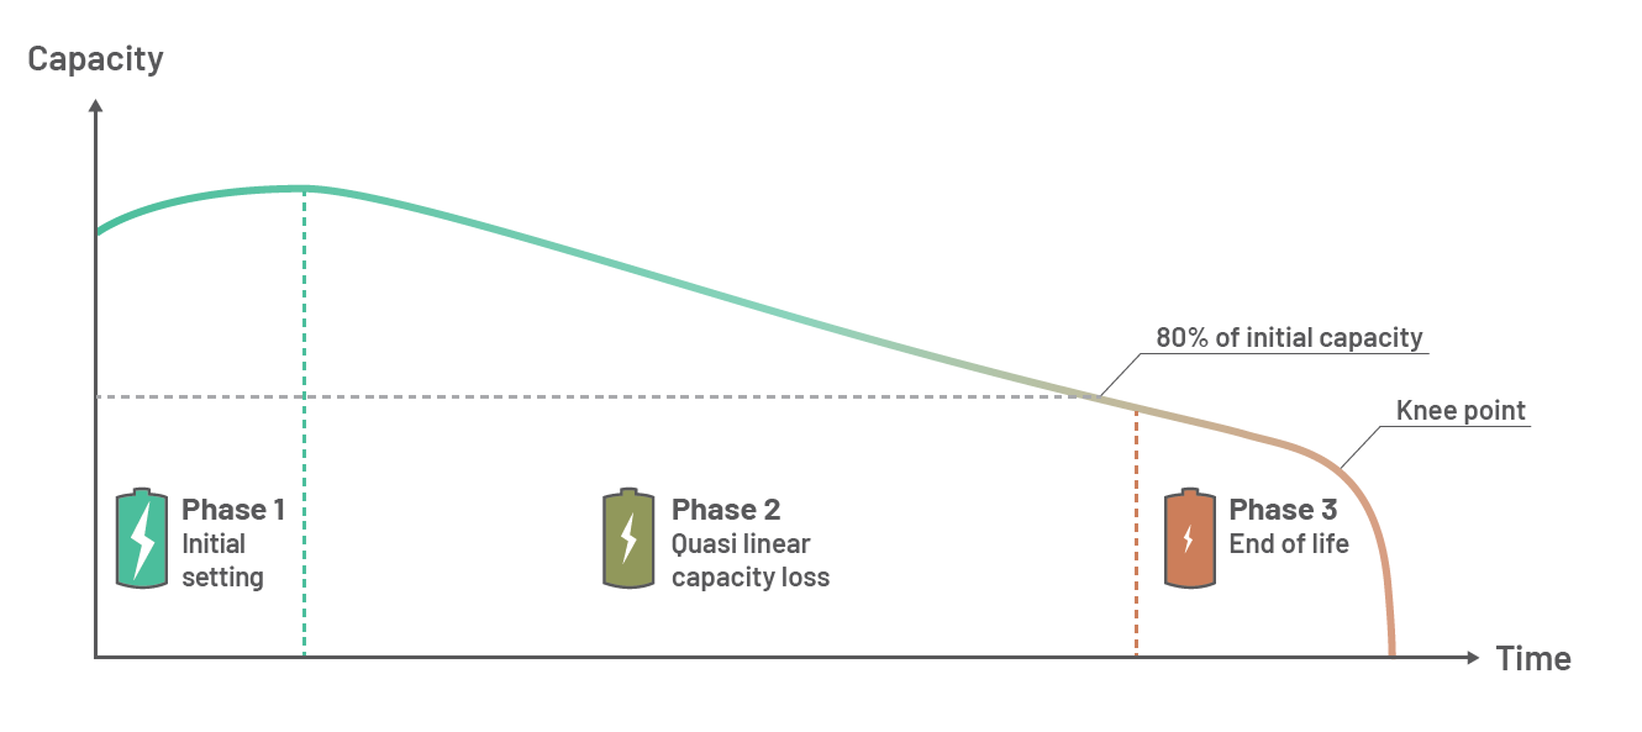 Capacity
80% of initial capacity
Knee point
Phase 1
Initial
setting
Phase 2
Quasi linear
capacity loss
Phase 3
End of life
Time